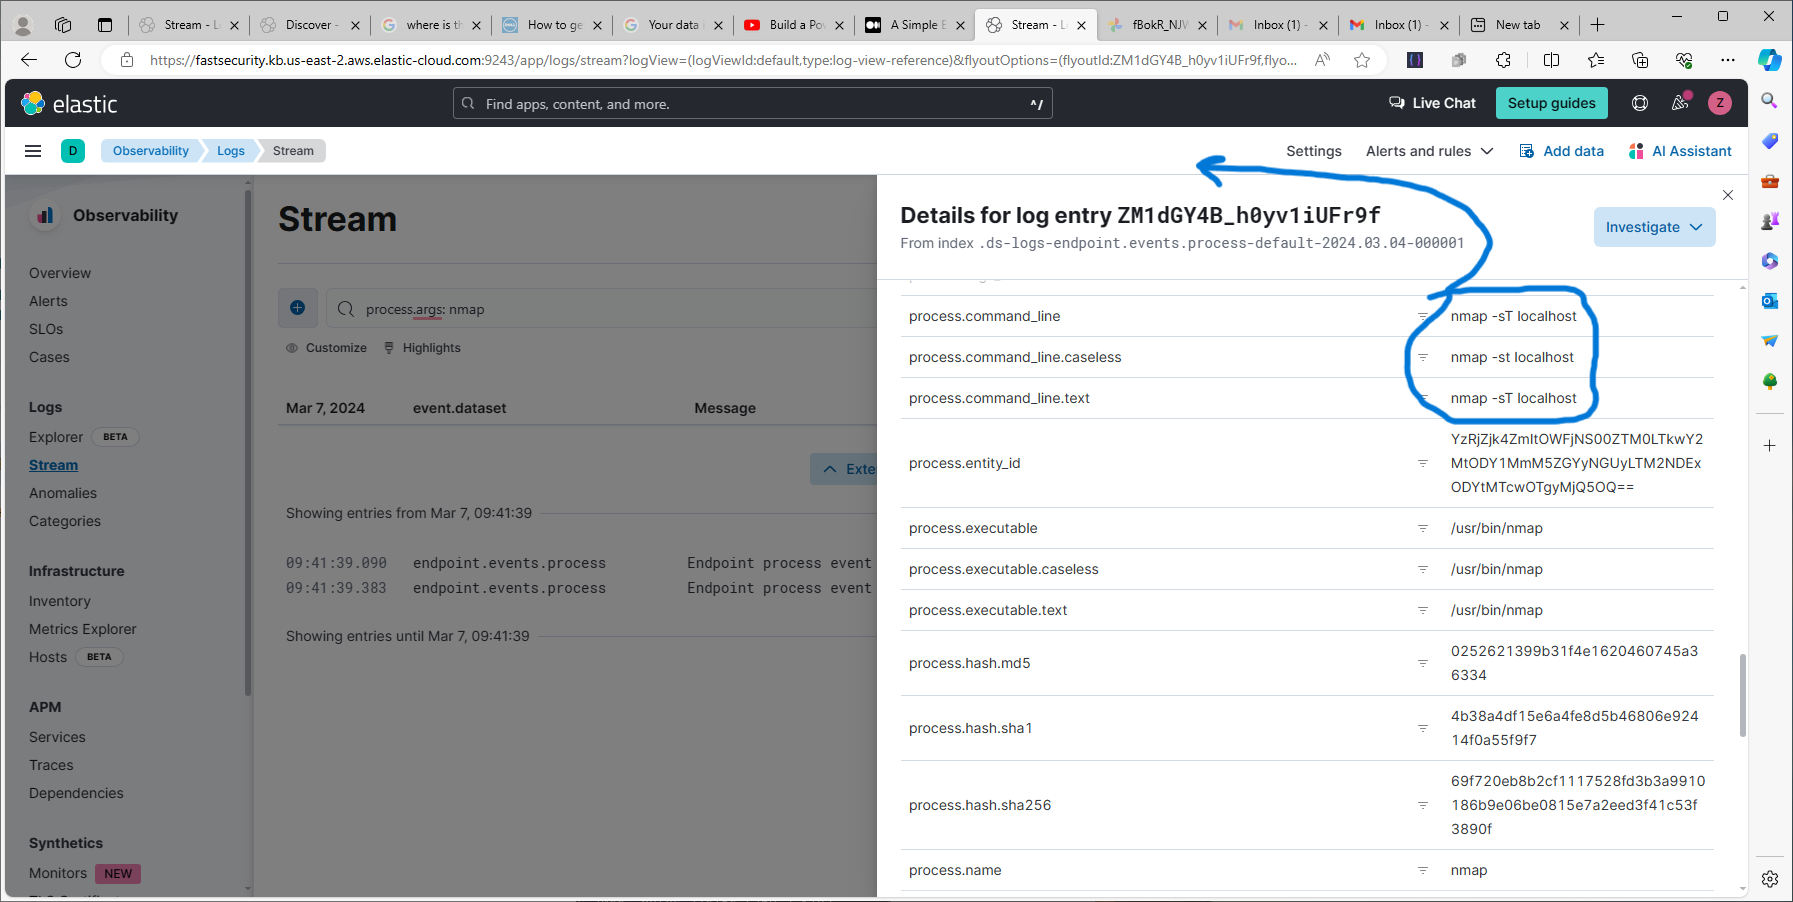 Stream - L
Discover -
where is th
How to ge
Your data i
Build a Po
A Simple E
Stream - L
fBokR_NJV
Inbox (1) -
Inbox (1) -
New tab
https://fastsecurity.kb.us-east-2.aws.elastic-cloud.com:9243/app/logs/stream?logView=(logViewId:default,type:log-view-reference)&flyoutOptions=(flyoutId:ZM1dGY4B_h0yv1iUFr9f,flyo...
elastic
Find apps, content, and more.
^/
Live Chat
Setup guides
Z
D
Observability
Logs
Stream
Settings
Alerts and rules
Add data
AI Assistant
Observability
Overview
Alerts
SLOs
Cases
Logs
Explorer BETA
Stream
Anomalies
Categories
Infrastructure
Inventory
Metrics Explorer
Hosts BETA
APM
Services
Traces
Dependencies
Synthetics
Monitors NEW
Stream
process.args: nmap
Customize
Highlights
Mar 7, 2024 event.dataset Message
Exte
Showing entries from Mar 7, 09:41:39
09:41:39.090 endpoint.events.process Endpoint process event
09:41:39.383 endpoint.events.process Endpoint process event
Showing entries until Mar 7, 09:41:39
Details for log entry ZM1dGY4B_h0yv1iUFr9f
From index .ds-logs-endpoint.events.process-default-2024.03.04-000001
Investigate
process.command_line nmap -sT localhost
process.command_line.caseless nmap -st localhost
process.command_line.text nmap -sT localhost
process.entity_id
YzRjZjk4ZmItOWFjNS00ZTM0LTkwY2
MtODY1MmM5ZGYyNGUyLTM2NDEx
ODYtMTcwOTgyMjQ5OQ==
process.executable /usr/bin/nmap
process.executable.caseless /usr/bin/nmap
process.executable.text /usr/bin/nmap
process.hash.md5
0252621399b31f4e1620460745a3
6334
process.hash.sha1
4b38a4df15e6a4fe8d5b46806e924
14f0a55f9f7
process.hash.sha256
69f720eb8b2cf1117528fd3b3a9910
186b9e06be0815e7a2eed3f41c53f
3890f
process.name nmap